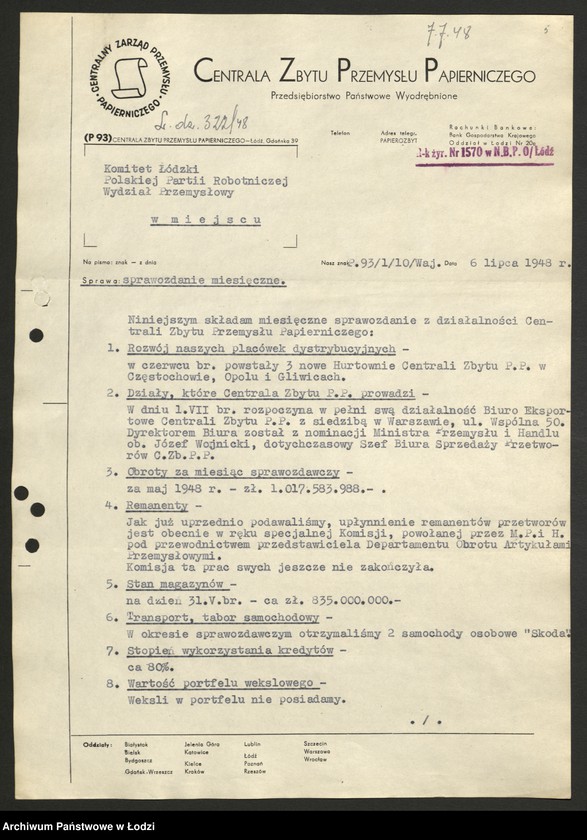 7.7.48
5
CENTRALNY ZARZĄD PRZEMYSŁU
PAPIERNICZEGO
CENTRALA ZBYTU PRZEMYSŁU PAPIERNICZEGO
Przedsiębiorstwo Państwowe Wyodrębnione
L. dz. 322/48
(P 93) CENTRALA ZBYTU PRZEMYSŁU PAPIERNICZEGO—Łódź, Gdańska 39
Telefon
Adres telegr.
PAPIEROZBYT
Rachunki Bankowe:
Bank Gospodarstwa Krajowego
Oddział w Łodzi Nr 20
R-k żyr. Nr 1570 w N.B.P. O/Łódź
Komitet Łódzki
Polskiej Partii Robotniczej
Wydział Przemysłowy
w miejscu
Na pismo: znak — z dnia
Nasz znak P.93/1/10/Waj. Data 6 lipca 1948 r.
Sprawa: sprawozdanie miesięczne.
Niniejszym składam miesięczne sprawozdanie z działalności Cen-
trali Zbytu Przemysłu Papierniczego:
1. Rozwój naszych placówek dystrybucyjnych -
w czerwcu br. powstały 3 nowe Hurtownie Centrali Zbytu P.P. w
Częstochowie, Opolu i Gliwicach.
2. Działy, które Centrala Zbytu P.P. prowadzi -
W dniu 1.VII br. rozpoczyna w pełni swą działalność Biuro Ekspor-
towe Centrali Zbytu P.P. z siedzibą w Warszawie, ul. Wspólna 50.
Dyrektorem Biura został z nominacji Ministra Przemysłu i Handlu
ob. Józef Wojnicki, dotychczasowy Szef Biura Sprzedaży Przetwo-
rów C.Zb.P.P.
3. Obroty za miesiąc sprawozdawczy -
za maj 1948 r. - zł. 1.017.583.988.- .
4. Remanenty -
Jak już uprzednio podawaliśmy, upłynnienie remanentów przetworów
jest obecnie w ręku specjalnej Komisji, powołanej przez M.P.i H.
pod przewodnictwem przedstawiciela Departamentu Obrotu Artykułami
Przemysłowymi.
Komisja ta prac swych jeszcze nie zakończyła.
5. Stan magazynów -
na dzień 31.V.br. - ca zł. 835.000.000.-
6. Transport, tabor samochodowy -
W okresie sprawozdawczym otrzymaliśmy 2 samochody osobowe "Skoda"
7. Stopień wykorzystania kredytów -
ca 80%.
8. Wartość portfelu wekslowego -
Weksli w portfelu nie posiadamy.
. / .
Oddziały:
Białystok
Bielsk
Bydgoszcz
Gdańsk-Wrzeszcz
Jelenia Góra
Katowice
Kielce
Kraków
Lublin
Łódź
Poznań
Rzeszów
Szczecin
Warszawa
Wrocław
Archiwum Państwowe w Łodzi